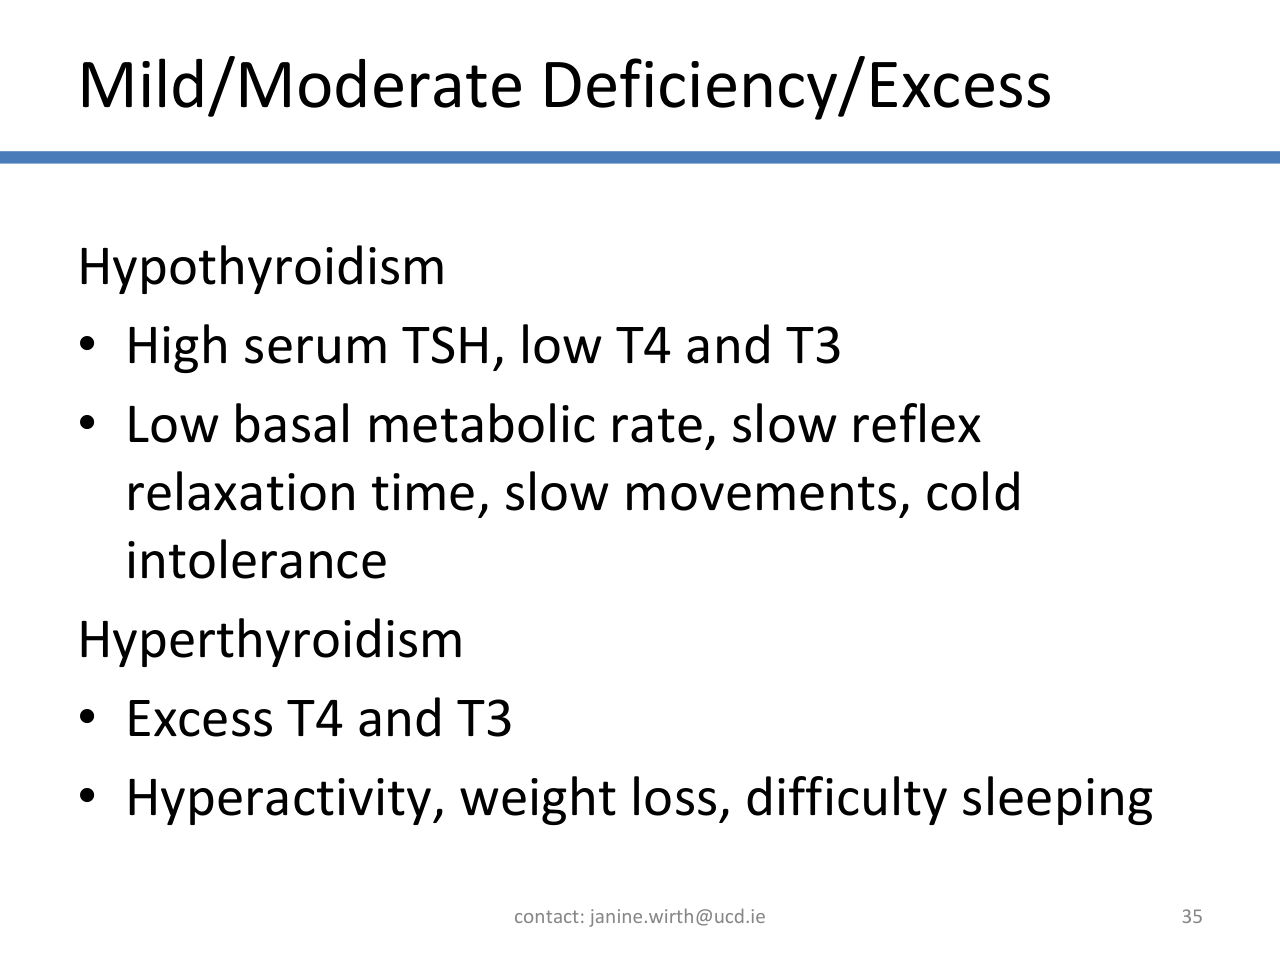 Mild/Moderate Deficiency/Excess
Hypothyroidism
• High serum TSH, low T4 and T3
• Low basal metabolic rate, slow reflex
relaxation time, slow movements, cold
intolerance
Hyperthyroidism
• Excess T4 and T3
• Hyperactivity, weight loss, difficulty sleeping
contact: janine.wirth@ucd.ie
35